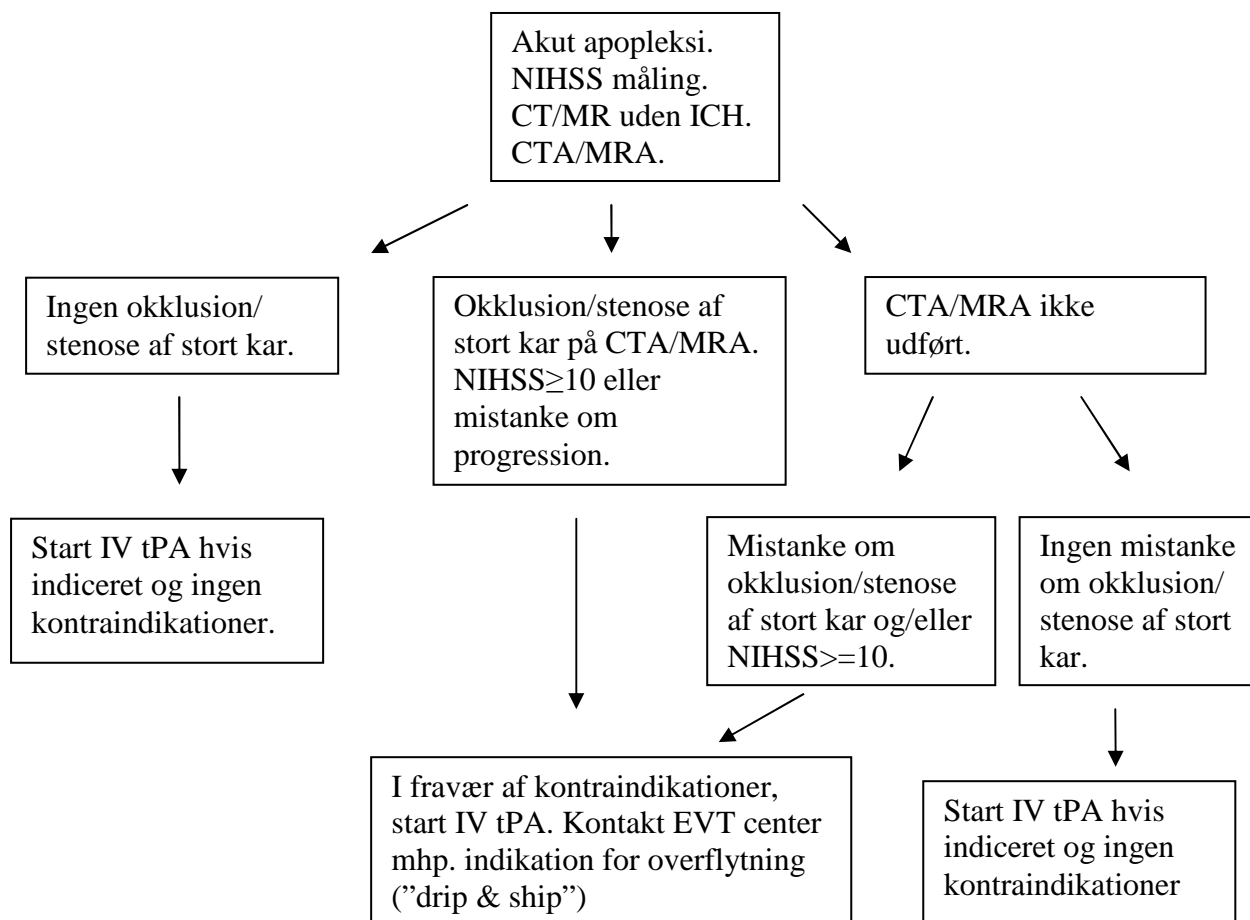 Akut apopleksi.
NIHSS måling.
CT/MR uden ICH.
CTA/MRA.
Ingen okklusion/
stenose af stort kar.
Okklusion/stenose af
stort kar på CTA/MRA.
NIHSS≥10 eller
mistanke om
progression.
CTA/MRA ikke
udført.
Start IV tPA hvis
indiceret og ingen
kontraindikationer.
Mistanke om
okklusion/stenose
af stort kar og/eller
NIHSS>=10.
Ingen mistanke
om okklusion/
stenose af stort
kar.
I fravær af kontraindikationer,
start IV tPA. Kontakt EVT center
mhp. indikation for overflytning
(”drip & ship”)
Start IV tPA hvis
indiceret og ingen
kontraindikationer